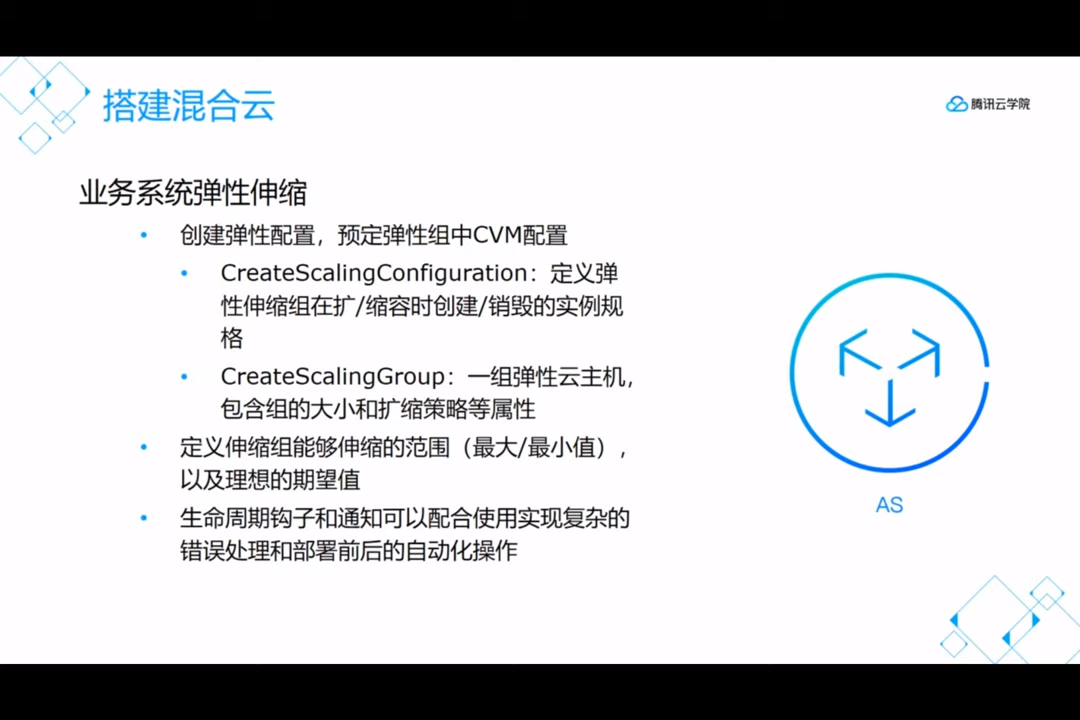 搭建混合云
腾讯云学院
业务系统弹性伸缩
• 创建弹性配置，预定弹性组中CVM配置
• CreateScalingConfiguration：定义弹
性伸缩组在扩/缩容时创建/销毁的实例规
格
• CreateScalingGroup：一组弹性云主机，
包含组的大小和扩缩策略等属性
• 定义伸缩组能够伸缩的范围（最大/最小值），
以及理想的期望值
• 生命周期钩子和通知可以配合使用实现复杂的
错误处理和部署前后的自动化操作
AS